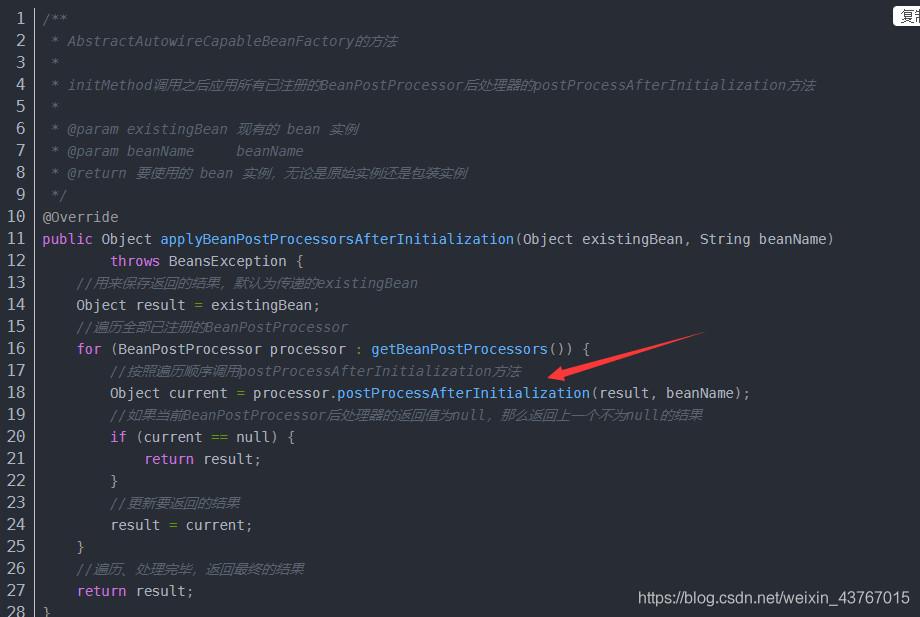 复制
1 /**
2  * AbstractAutowireCapableBeanFactory的方法
3  *
4  * initMethod调用之后应用所有已注册的BeanPostProcessor后处理器的postProcessAfterInitialization方法
5  *
6  * @param existingBean 现有的 bean 实例
7  * @param beanName     beanName
8  * @return 要使用的 bean 实例，无论是原始实例还是包装实例
9  */
10 @Override
11 public Object applyBeanPostProcessorsAfterInitialization(Object existingBean, String beanName)
12         throws BeansException {
13     //用来保存返回的结果，默认为传递的existingBean
14     Object result = existingBean;
15     //遍历全部已注册的BeanPostProcessor
16     for (BeanPostProcessor processor : getBeanPostProcessors()) {
17         //按照遍历顺序调用postProcessAfterInitialization方法
18         Object current = processor.postProcessAfterInitialization(result, beanName);
19         //如果当前BeanPostProcessor后处理器的返回值为null，那么返回上一个不为null的结果
20         if (current == null) {
21             return result;
22         }
23         //更新要返回的结果
24         result = current;
25     }
26     //遍历、处理完毕，返回最终的结果
27     return result;
28 }
https://blog.csdn.net/weixin_43767015